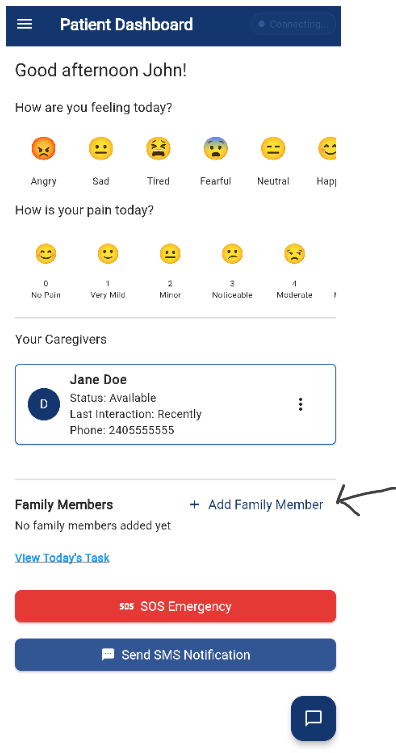 Patient Dashboard
Connecting...
Good afternoon John!
How are you feeling today?
Angry Sad Tired Fearful Neutral Happ
How is your pain today?
0 1 2 3 4
No Pain Very Mild Minor Noticeable Moderate
Your Caregivers
D
Jane Doe
Status: Available
Last Interaction: Recently
Phone: 2405555555
Family Members + Add Family Member
No family members added yet
View Today's Task
SOS SOS Emergency
Send SMS Notification